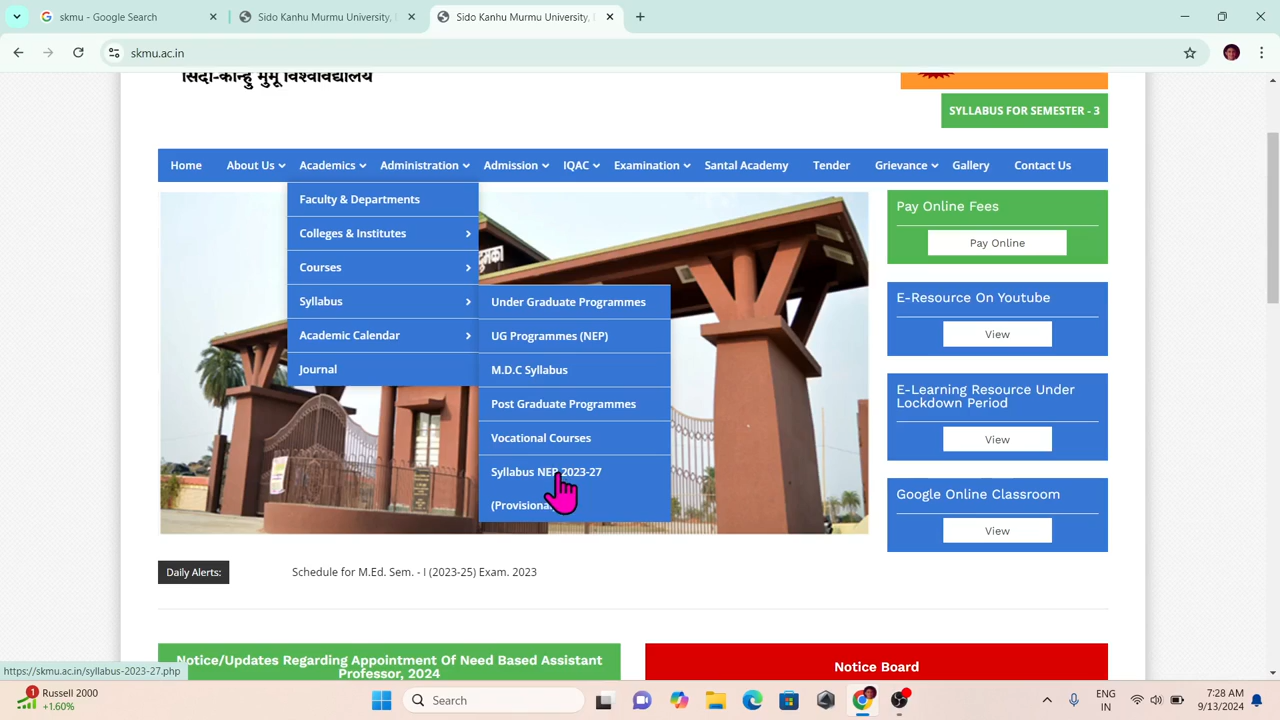 skmu - Google Search
Sido Kanhu Murmu University,
Sido Kanhu Murmu University,
skmu.ac.in
सिदो-कान्हु मुर्मू विश्वविद्यालय
SYLLABUS FOR SEMESTER - 3
Home About Us Academics Administration Admission IQAC Examination Santal Academy Tender Grievance Gallery Contact Us
Faculty & Departments
Colleges & Institutes
Courses
Syllabus
Academic Calendar
Journal
Under Graduate Programmes
UG Programmes (NEP)
M.D.C Syllabus
Post Graduate Programmes
Vocational Courses
Syllabus NEP 2023-27
Pay Online Fees
Pay Online
E-Resource On Youtube
View
E-Learning Resource Under
Lockdown Period
View
Google Online Classroom
View
Daily Alerts:
Schedule for M.Ed. Sem. - I (2023-25) Exam. 2023
Notice/Updates Regarding Appointment Of Need Based Assistant
Professor, 2024
Notice Board
https://skmu.ac.in/syllabus-2023-27.php
1
Russell 2000
+1.60%
Search
ENG
IN
7:28 AM
9/13/2024